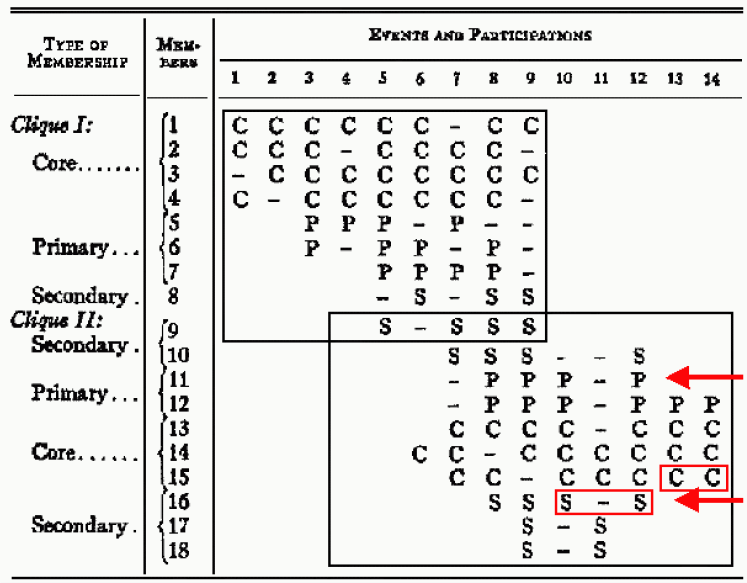 EVENTS AND PARTICIPATIONS
TYPE OF MEMBERSHIP MEM-BERS
1 2 3 4 5 6 7 8 9 10 11 12 13 14
Clique I:
1 C C C C C C – C C
2 C C C – C C C C –
Core....... 3 – C C C C C C C C
4 C – C C C C C C –
5 P P P – P – –
Primary... 6 P – P P – P –
7 P P P P –
Secondary . 8 – S – S S
Clique II:
9 S – S S S
Secondary . 10 S S S - – S
11 – P P P – P
Primary... 12 – P P P – P P P
13 C C C C – C C C
Core...... 14 C C – C C C C C C
15 C C – C C C C C
16 S S S – S
Secondary . 17 S – S
18 S – S